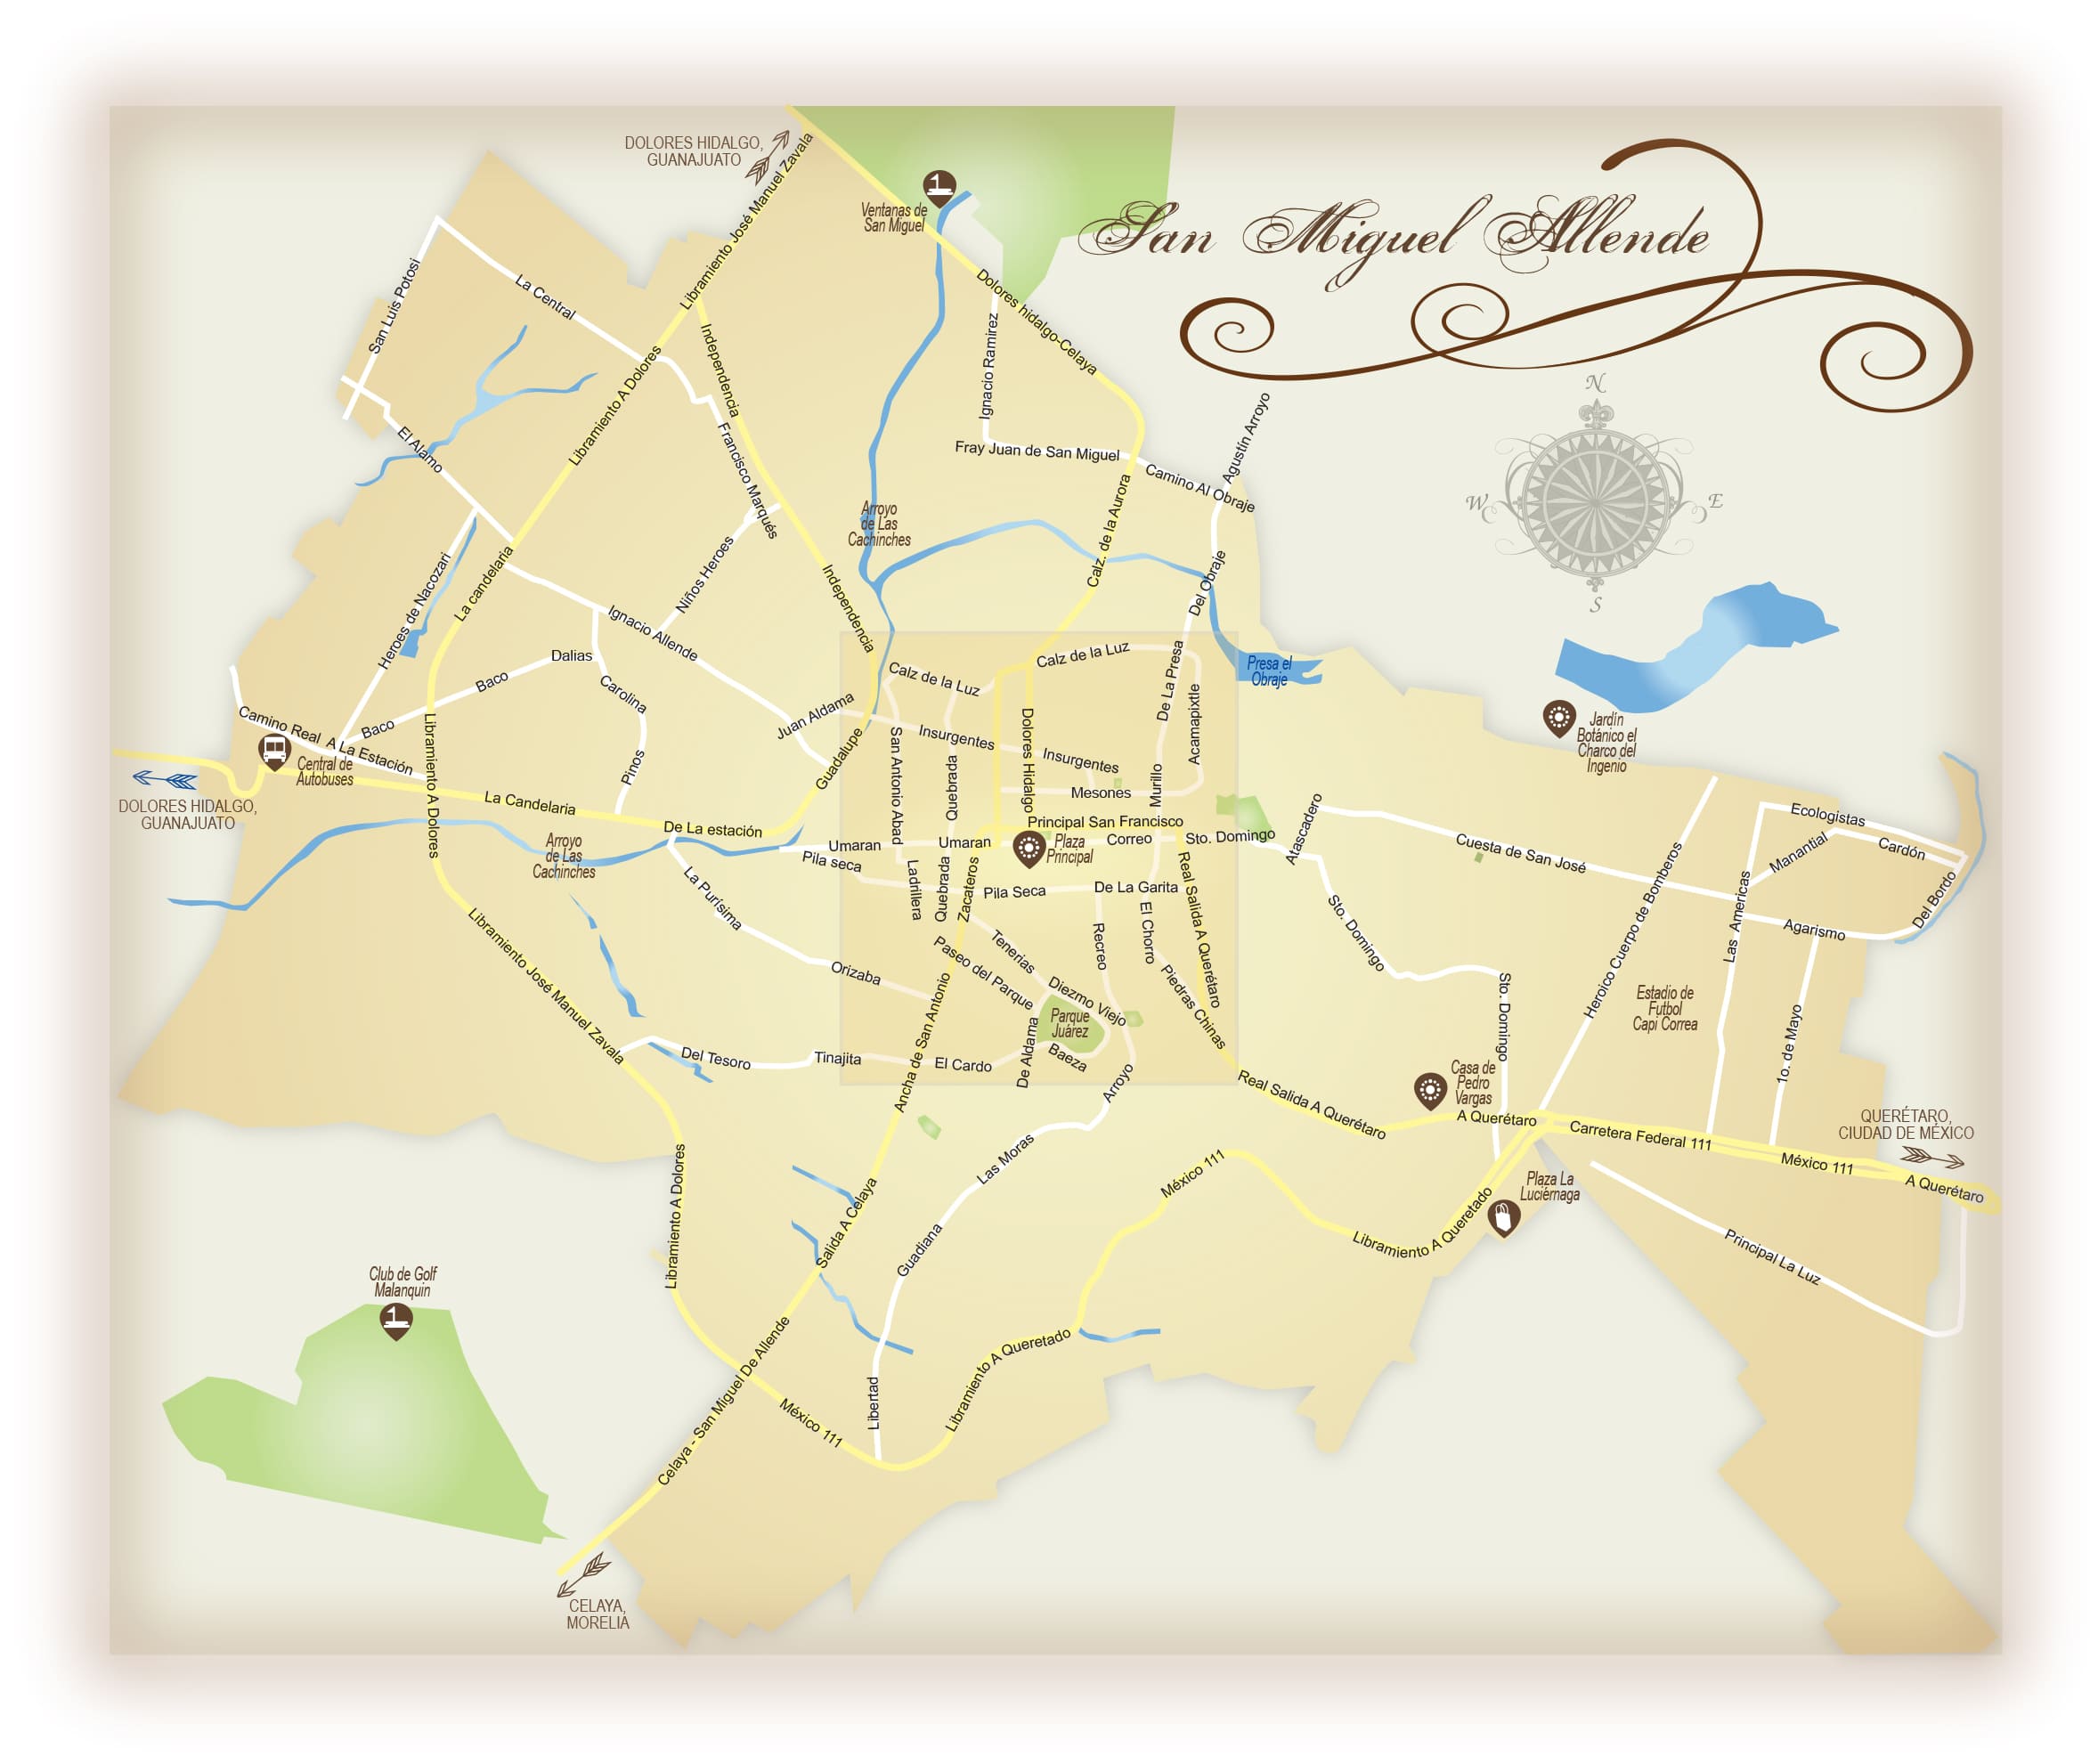 San Miguel Allende
DOLORES HIDALGO,
GUANAJUATO
Libramiento José Manuel Zavala
Ventanas de
San Miguel
San Luis Potosi
La Central
Dolores hidalgo-Celaya
Independencia
Ignacio Ramirez
Libramiento A Dolores
N
W
E
S
El Alamo
Francisco Marqués
Fray Juan de San Miguel
Camino Al Obraje
Agustín Arroyo
Arroyo
de Las
Cachinches
Calz. de la Aurora
Heroes de Nacozari
La candelaria
Niños Heroes
Independencia
Del Obraje
Ignacio Allende
Dalias
Baco
Carolina
Calz de la Luz
Calz de la Luz
De La Presa
Presa el
Obraje
Acamapixtle
Juan Aldama
Camino Real A La Estación
Baco
Libramiento A Dolores
Central de
Autobuses
Pinos
Guadalupe
San Antonio Abad
Insurgentes
Quebrada
Dolores Hidalgo
Insurgentes
Murillo
Mesones
Jardín
Botánico el
Charco del
Ingenio
DOLORES HIDALGO,
GUANAJUATO
La Candelaria
De La estación
Principal San Francisco
Umaran
Umaran
Plaza
Principal
Correo
Sto. Domingo
Atascadero
Cuesta de San José
Ecologistas
Manantial
Cardón
Arroyo
de Las
Cachinches
Pila seca
Ladrillera
Quebrada
Zacateros
Pila Seca
De La Garita
Real Salida A Querétaro
La Purísima
Heroico Cuerpo de Bomberos
Las Americas
Del Bordo
Agarismo
Libramiento José Manuel Zavala
Orizaba
Paseo del Parque
Tenerias
Recreo
El Chorro
Sto. Domingo
Diezmo Viejo
Piedras Chinas
Parque
Juárez
Sto. Domingo
Estadio de
Futbol
Capi Correa
1o. de Mayo
Del Tesoro
Tinajita
Ancha de San Antonio
El Cardo
De Aldama
Baeza
Arroyo
Real Salida A Querétaro
Casa de
Pedro
Vargas
A Querétaro
Carretera Federal 111
México 111
QUERÉTARO,
CIUDAD DE MÉXICO
A Querétaro
Las Moras
México 111
Plaza La
Luciérnaga
Libramiento A Dolores
Salida A Celaya
Guadiana
Libramiento A Queretado
Principal La Luz
Club de Golf
Malanquin
Celaya - San Miguel De Allende
México 111
Libertad
Libramiento A Queretado
CELAYA,
MORELIA